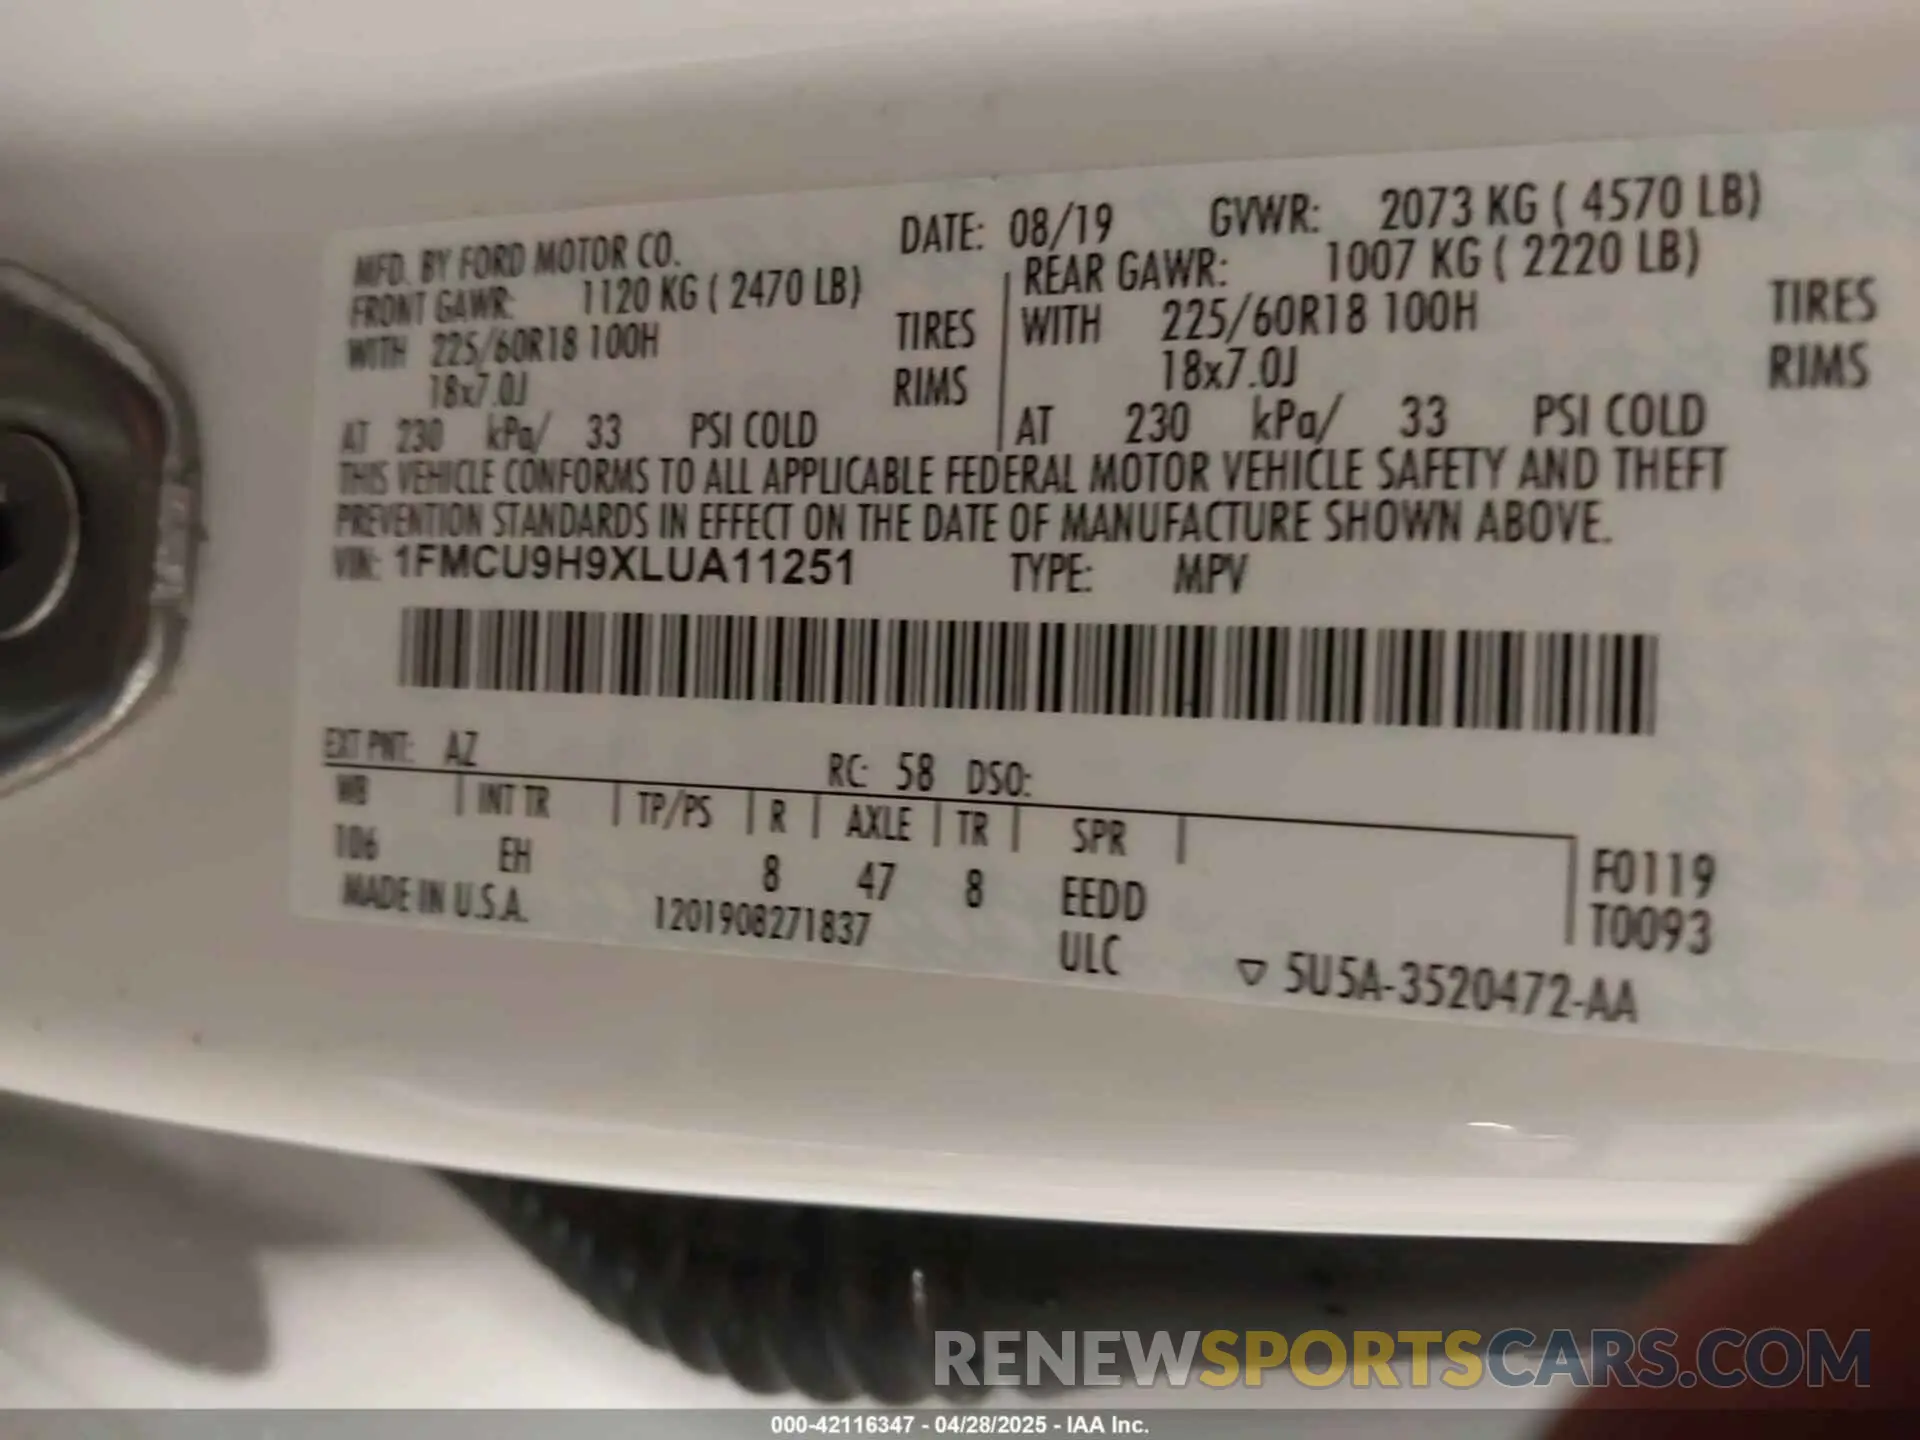 MFD. BY FORD MOTOR CO. DATE: 08/19 GVWR: 2073 KG ( 4570 LB)
FRONT GAWR: 1120 KG ( 2470 LB) REAR GAWR: 1007 KG ( 2220 LB)
WITH 225/60R18 100H TIRES WITH 225/60R18 100H TIRES
18x7.0J RIMS 18x7.0J RIMS
AT 230 kPa/ 33 PSI COLD AT 230 kPa/ 33 PSI COLD
THIS VEHICLE CONFORMS TO ALL APPLICABLE FEDERAL MOTOR VEHICLE SAFETY AND THEFT
PREVENTION STANDARDS IN EFFECT ON THE DATE OF MANUFACTURE SHOWN ABOVE.
VIN: 1FMCU9H9XLUA11251 TYPE: MPV
EXT PNT: AZ RC: 58 DSO:
WB | INT TR | TP/PS | R | AXLE | TR | SPR |
106 EH 8 47 8 EEDD F0119
MADE IN U.S.A. 1201908271837 ULC T0093
▽ 5U5A-3520472-AA
RENEWSPORTSCARS.COM
000-42116347 - 04/28/2025 - IAA Inc.